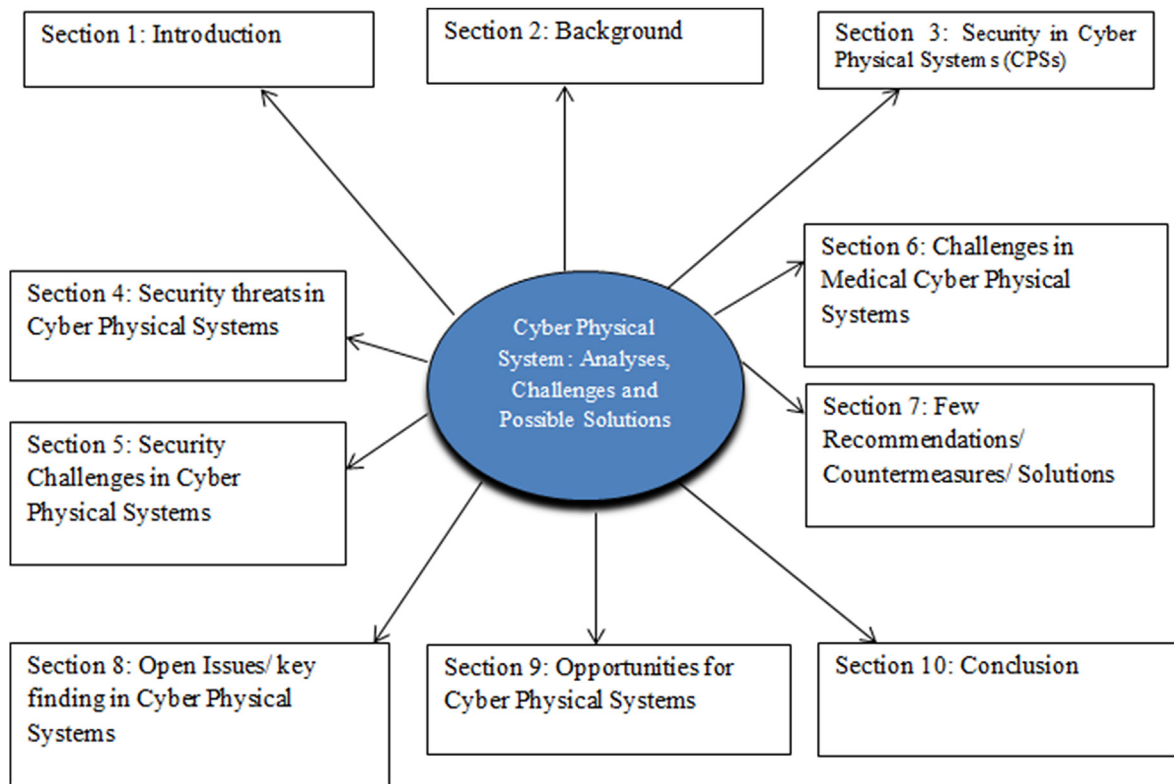 Section 1: Introduction
Section 2: Background
Section 3: Security in Cyber
Physical Systems (CPSs)
Section 4: Security threats in
Cyber Physical Systems
Section 5: Security
Challenges in Cyber
Physical Systems
Cyber Physical
System : Analyses,
Challenges and
Possible Solutions
Section 6: Challenges in
Medical Cyber Physical
Systems
Section 7: Few
Recommendations/
Countermeasures/ Solutions
Section 8: Open Issues/ key
finding in Cyber Physical
Systems
Section 9: Opportunities for
Cyber Physical Systems
Section 10: Conclusion